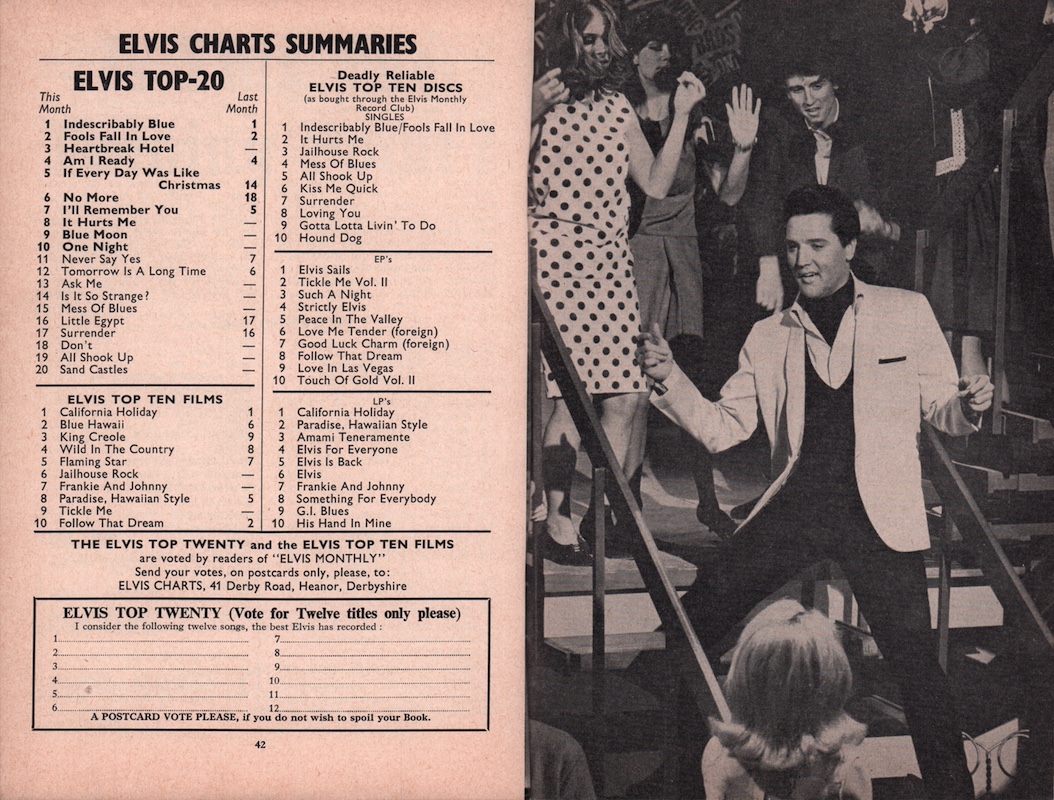 ELVIS CHARTS SUMMARIES
ELVIS TOP-20
This Last
Month Month
1 Indescribably Blue 1
2 Fools Fall In Love 2
3 Heartbreak Hotel —
4 Am I Ready 4
5 If Every Day Was Like
Christmas 14
6 No More 18
7 I'll Remember You 5
8 It Hurts Me —
9 Blue Moon —
10 One Night —
11 Never Say Yes 7
12 Tomorrow Is A Long Time 6
13 Ask Me —
14 Is It So Strange? —
15 Mess Of Blues —
16 Little Egypt 17
17 Surrender 16
18 Don't —
19 All Shook Up —
20 Sand Castles —
ELVIS TOP TEN FILMS
1 California Holiday 1
2 Blue Hawaii 6
3 King Creole 9
4 Wild In The Country 8
5 Flaming Star 7
6 Jailhouse Rock —
7 Frankie And Johnny —
8 Paradise, Hawaiian Style 5
9 Tickle Me —
10 Follow That Dream 2
Deadly Reliable
ELVIS TOP TEN DISCS
(as bought through the Elvis Monthly
Record Club)
SINGLES
1 Indescribably Blue/Fools Fall In Love
2 It Hurts Me
3 Jailhouse Rock
4 Mess Of Blues
5 All Shook Up
6 Kiss Me Quick
7 Surrender
8 Loving You
9 Gotta Lotta Livin' To Do
10 Hound Dog
EP's
1 Elvis Sails
2 Tickle Me Vol. II
3 Such A Night
4 Strictly Elvis
5 Peace In The Valley
6 Love Me Tender (foreign)
7 Good Luck Charm (foreign)
8 Follow That Dream
9 Love In Las Vegas
10 Touch Of Gold Vol. II
LP's
1 California Holiday
2 Paradise, Hawaiian Style
3 Amami Teneramente
4 Elvis For Everyone
5 Elvis Is Back
6 Elvis
7 Frankie And Johnny
8 Something For Everybody
9 G.I. Blues
10 His Hand In Mine
THE ELVIS TOP TWENTY and the ELVIS TOP TEN FILMS
are voted by readers of "ELVIS MONTHLY"
Send your votes, on postcards only, please, to:
ELVIS CHARTS, 41 Derby Road, Heanor, Derbyshire
ELVIS TOP TWENTY (Vote for Twelve titles only please)
I consider the following twelve songs, the best Elvis has recorded :
1 7
2 8
3 9
4 10
5 11
6 12
A POSTCARD VOTE PLEASE, if you do not wish to spoil your Book.
42